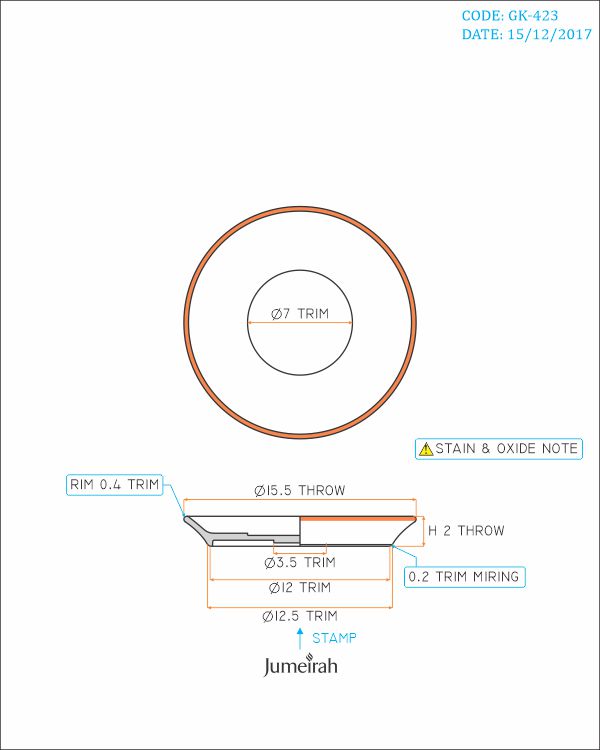 CODE: GK-423
DATE: 15/12/2017
Ø7 TRIM
STAIN & OXIDE NOTE
RIM 0.4 TRIM
Ø15.5 THROW
H 2 THROW
Ø3.5 TRIM
0.2 TRIM MIRING
Ø12 TRIM
Ø12.5 TRIM
STAMP
Jumeirah